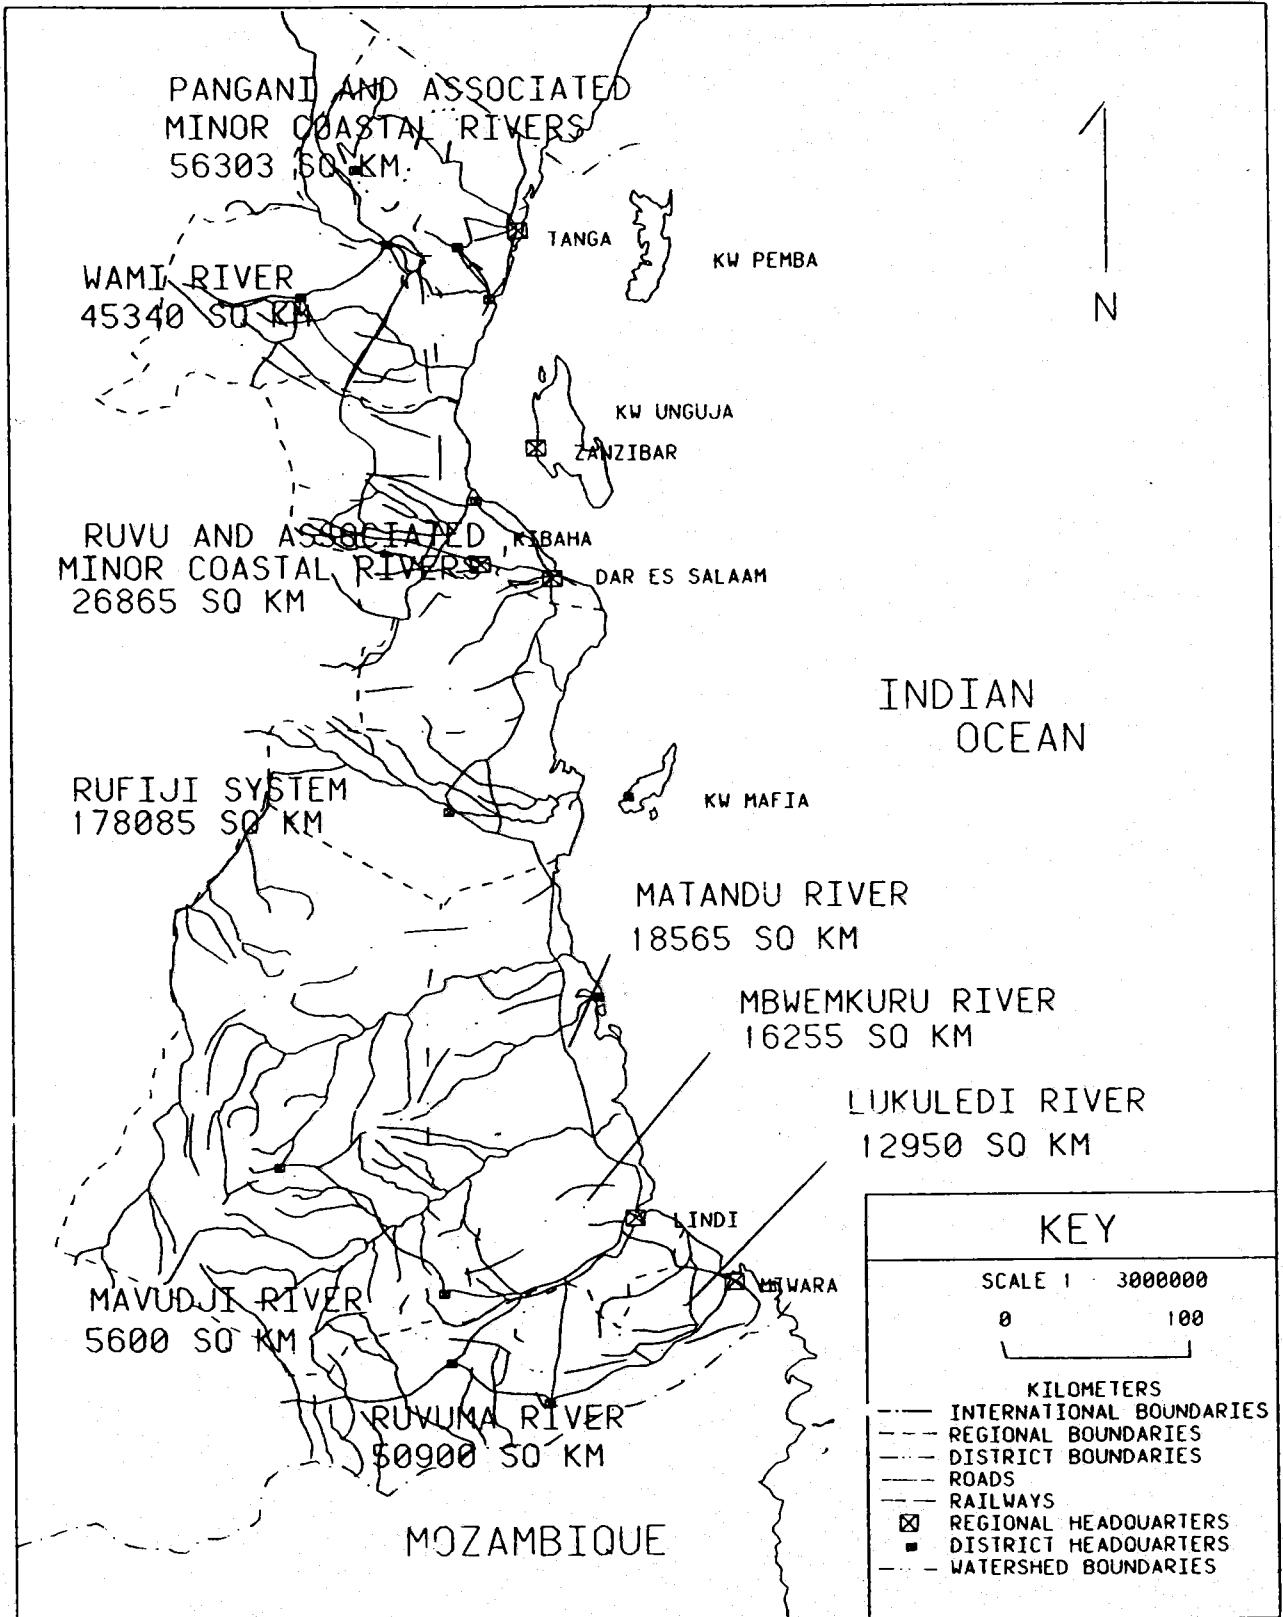 PANGANI AND ASSOCIATED
MINOR COASTAL RIVERS
56303 SQ KM
N
TANGA
KW PEMBA
WAMI RIVER
45340 SQ KM
KW UNGUJA
ZANZIBAR
RUVU AND ASSOCIATED
MINOR COASTAL RIVERS
26865 SQ KM
KIBAHA
DAR ES SALAAM
INDIAN
OCEAN
RUFIJI SYSTEM
178085 SQ KM
KW MAFIA
MATANDU RIVER
18565 SQ KM
MBWEMKURU RIVER
16255 SQ KM
LUKULEDI RIVER
12950 SQ KM
LINDI
MTWARA
MAVUDJI RIVER
5600 SQ KM
RUVUMA RIVER
50900 SQ KM
MOZAMBIQUE
KEY
SCALE 1 : 3000000
0 100
KILOMETERS
INTERNATIONAL BOUNDARIES
REGIONAL BOUNDARIES
DISTRICT BOUNDARIES
ROADS
RAILWAYS
REGIONAL HEADQUARTERS
DISTRICT HEADQUARTERS
WATERSHED BOUNDARIES